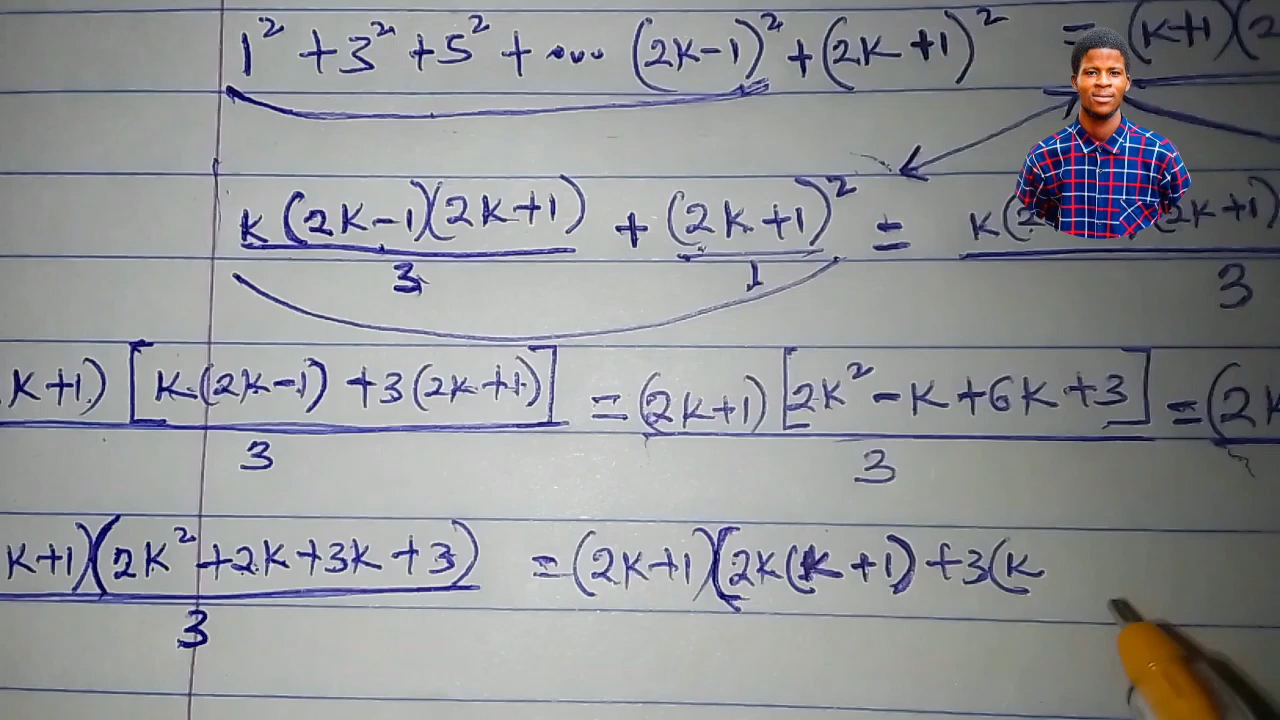 1² + 3² + 5² + ... (2k-1)² + (2k+1)² = (k+1)(2
k(2k-1)(2k+1)/3 + (2k+1)²/1 = k(2 2k+1)/3
k+1)[k.(2k-1) + 3(2k+1)]/3 = (2k+1)[2k² - k + 6k + 3]/3 = (2k
k+1)(2k² + 2k + 3k + 3)/3 = (2k+1)(2k(k+1) + 3(k